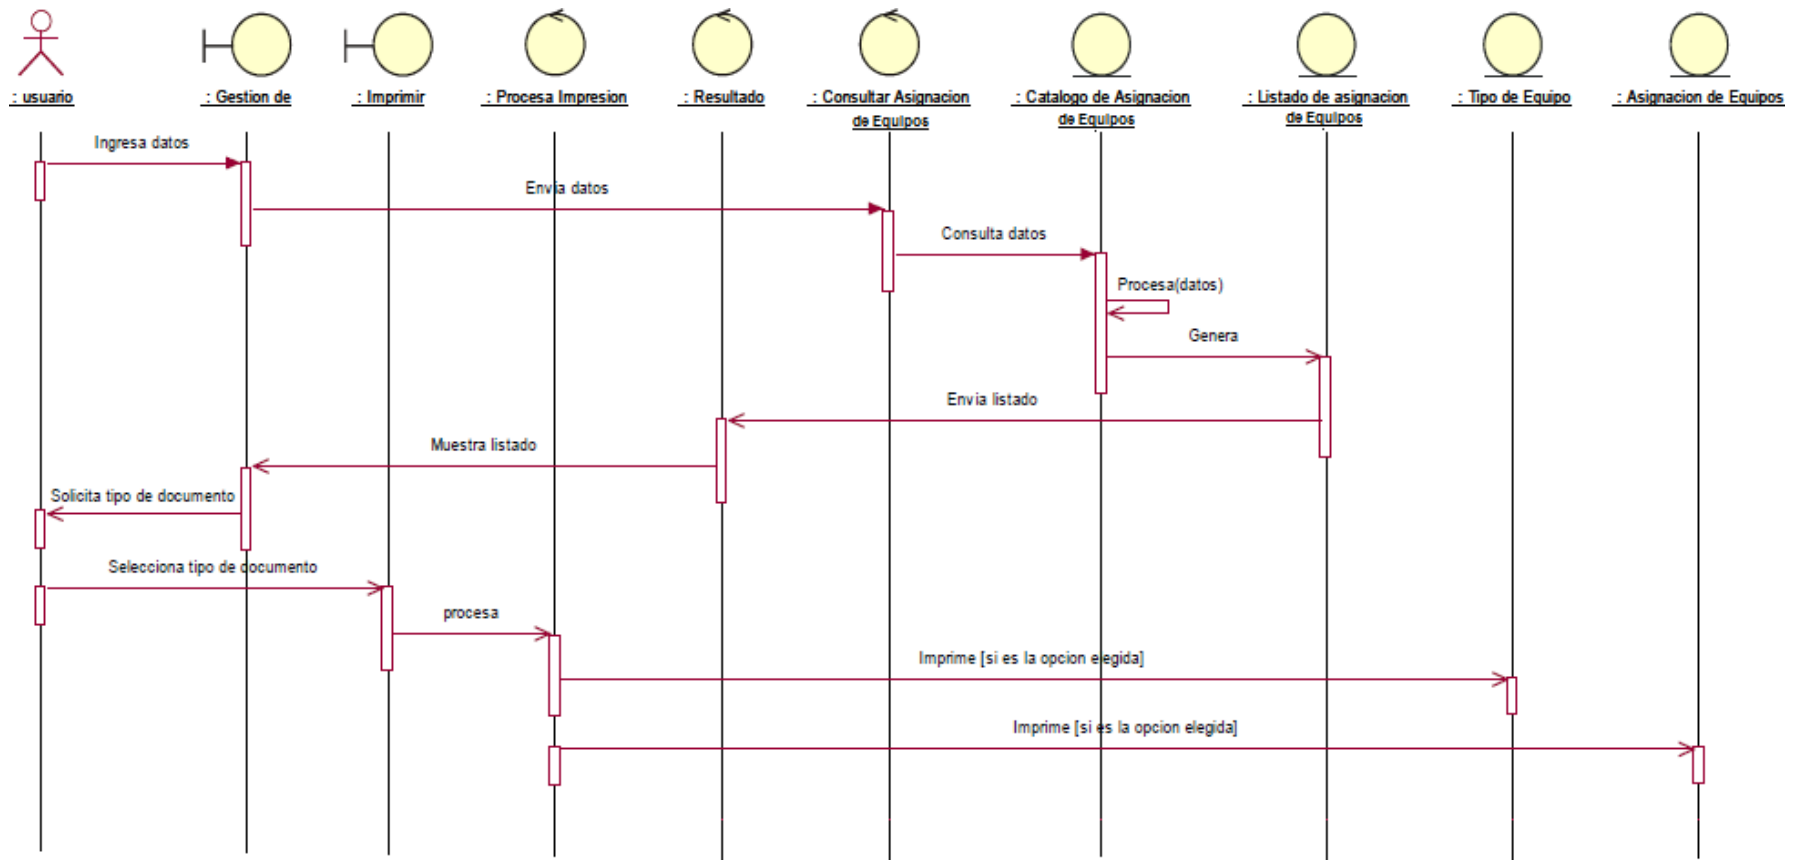 : usuario
: Gestion de
: Imprimir
: Procesa Impresion
: Resultado
: Consultar Asignacion
de Equipos
: Catalogo de Asignacion
de Equipos
: Listado de asignacion
de Equipos
: Tipo de Equipo
: Asignacion de Equipos
Ingresa datos
Envia datos
Consulta datos
Procesa(datos)
Genera
Envia listado
Muestra listado
Solicita tipo de documento
Selecciona tipo de documento
procesa
Imprime [si es la opcion elegida]
Imprime [si es la opcion elegida]